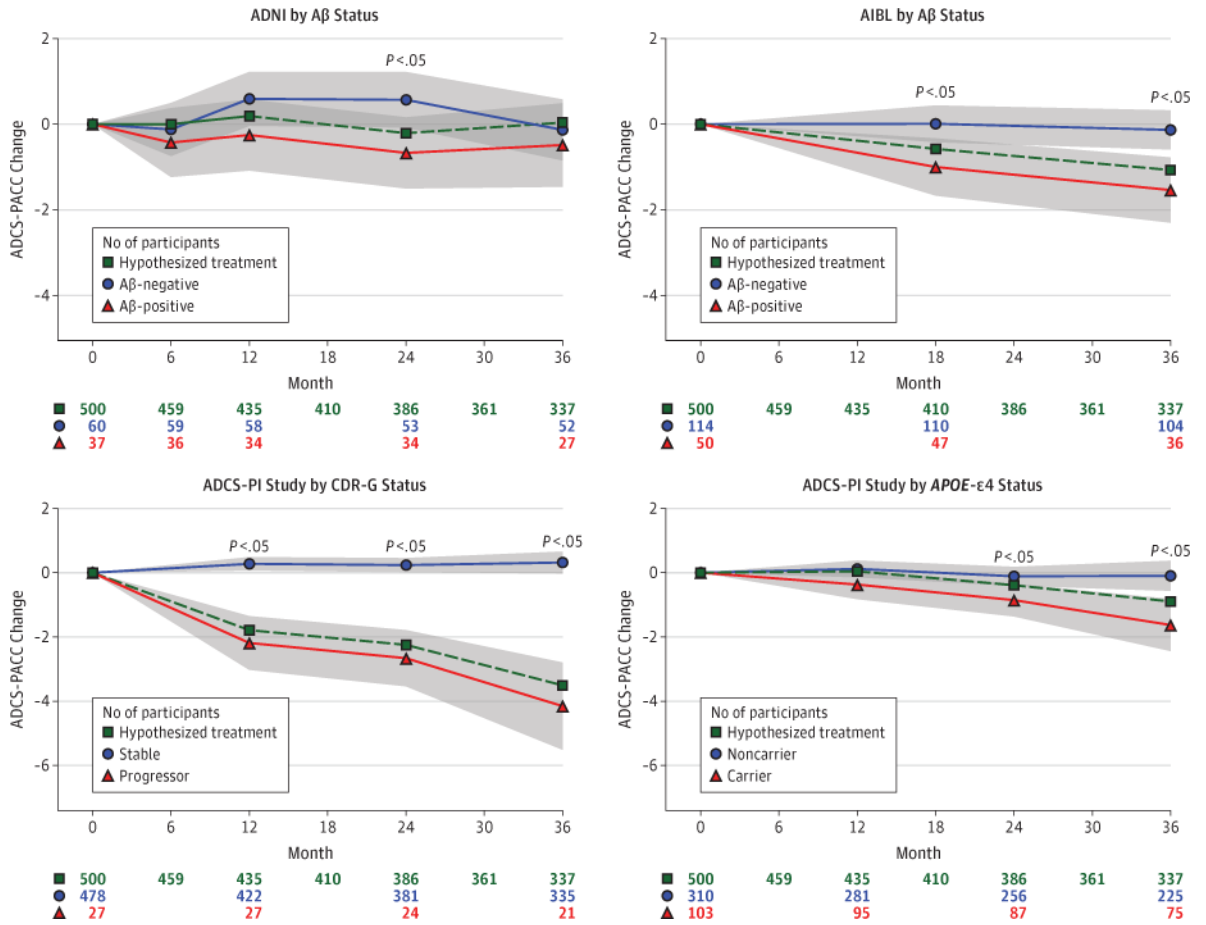 ADNI by Aβ Status
2
0
-2
-4
ADCS-PACC Change
P<.05
No of participants
Hypothesized treatment
Aβ-negative
Aβ-positive
0 6 12 18 24 30 36
Month
500 459 435 410 386 361 337
60 59 58 53 52
37 36 34 34 27
AIBL by Aβ Status
2
0
-2
-4
ADCS-PACC Change
P<.05
P<.05
No of participants
Hypothesized treatment
Aβ-negative
Aβ-positive
0 6 12 18 24 30 36
Month
500 459 435 410 386 361 337
114 110 104
50 47 36
ADCS-PI Study by CDR-G Status
2
0
-2
-4
-6
ADCS-PACC Change
P<.05 P<.05 P<.05
No of participants
Hypothesized treatment
Stable
Progressor
0 6 12 18 24 30 36
Month
500 459 435 410 386 361 337
478 422 381 335
27 27 24 21
ADCS-PI Study by APOE-ε4 Status
2
0
-2
-4
-6
ADCS-PACC Change
P<.05 P<.05
No of participants
Hypothesized treatment
Noncarrier
Carrier
0 6 12 18 24 30 36
Month
500 459 435 410 386 361 337
310 281 256 225
103 95 87 75